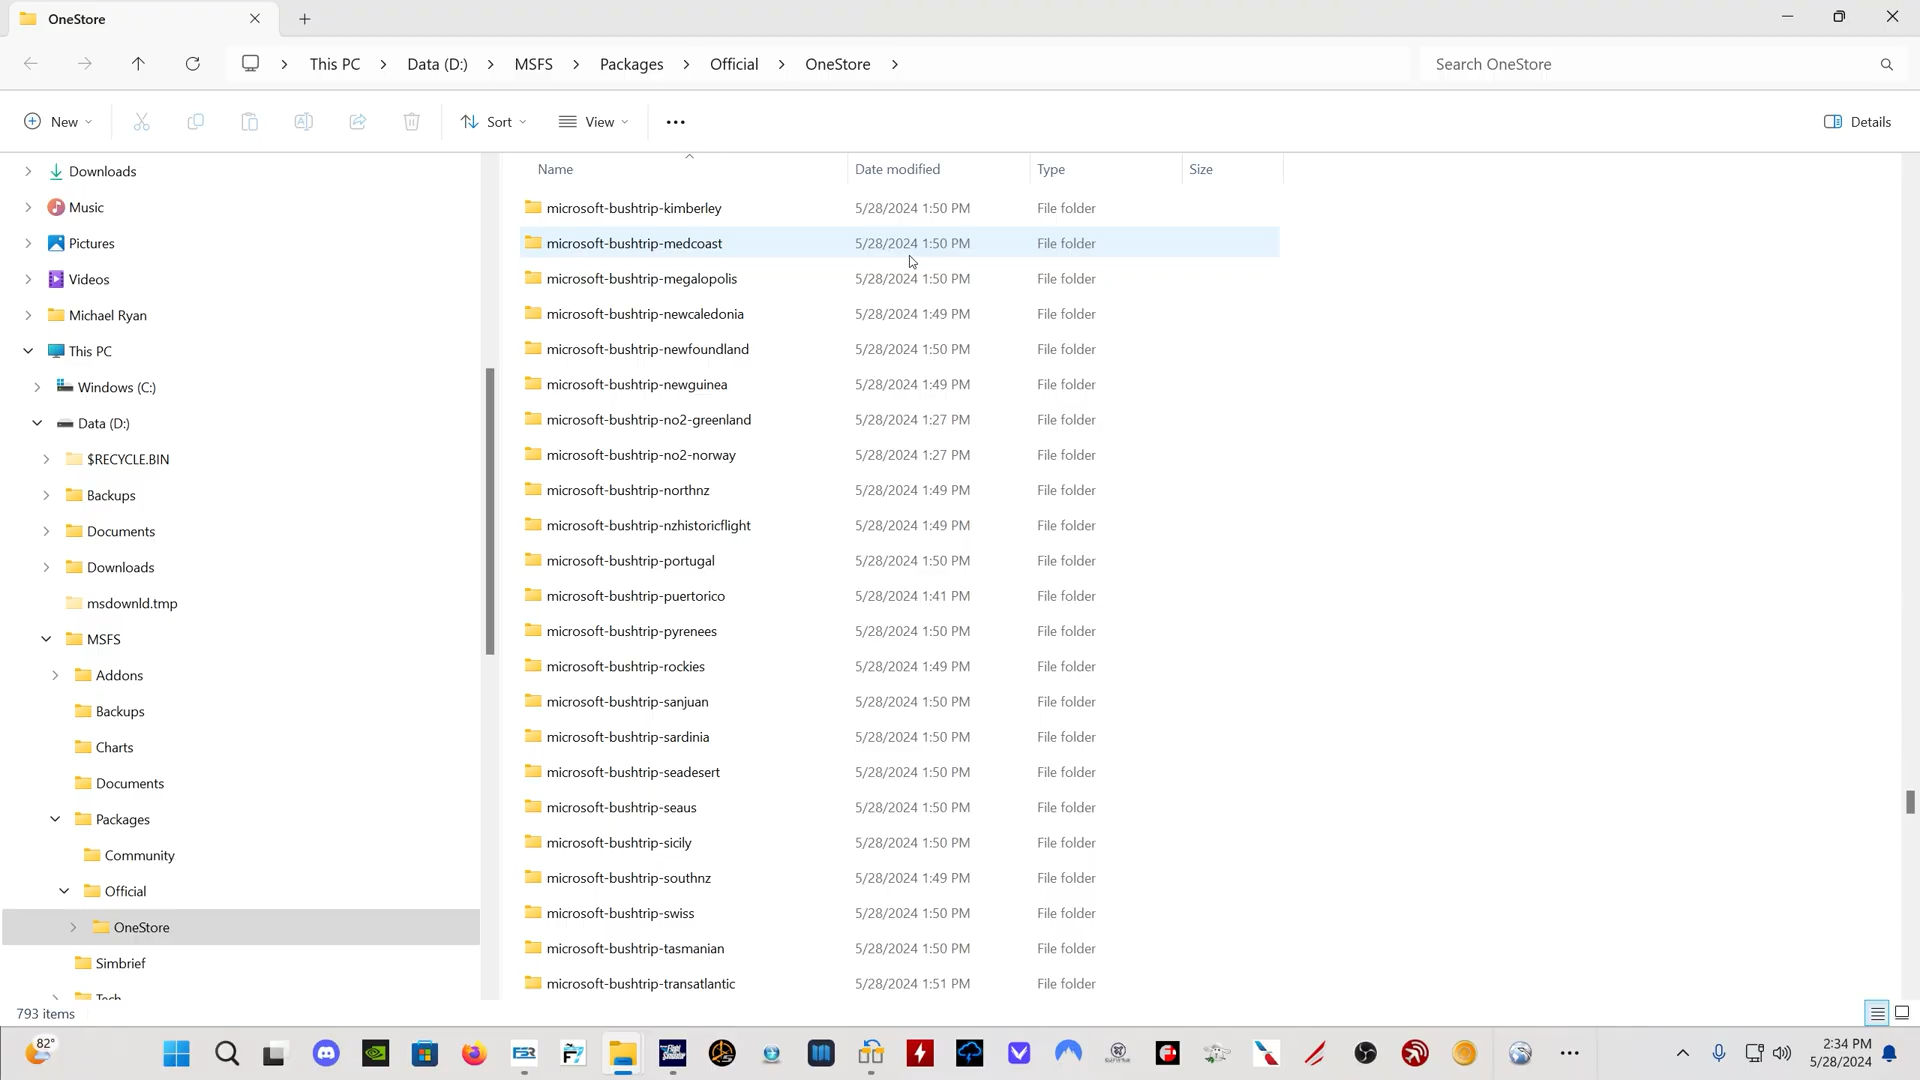 OneStore
This PC
Data (D:)
MSFS
Packages
Official
OneStore
Search OneStore
New
Sort
View
Details
Downloads
Music
Pictures
Videos
Michael Ryan
This PC
Windows (C:)
Data (D:)
$RECYCLE.BIN
Backups
Documents
Downloads
msdownld.tmp
MSFS
Addons
Backups
Charts
Documents
Packages
Community
Official
OneStore
Simbrief
Tech
Name Date modified Type Size
microsoft-bushtrip-kimberley 5/28/2024 1:50 PM File folder
microsoft-bushtrip-medcoast 5/28/2024 1:50 PM File folder
microsoft-bushtrip-megalopolis 5/28/2024 1:50 PM File folder
microsoft-bushtrip-newcaledonia 5/28/2024 1:49 PM File folder
microsoft-bushtrip-newfoundland 5/28/2024 1:50 PM File folder
microsoft-bushtrip-newguinea 5/28/2024 1:49 PM File folder
microsoft-bushtrip-no2-greenland 5/28/2024 1:27 PM File folder
microsoft-bushtrip-no2-norway 5/28/2024 1:27 PM File folder
microsoft-bushtrip-northnz 5/28/2024 1:49 PM File folder
microsoft-bushtrip-nzhistoricflight 5/28/2024 1:49 PM File folder
microsoft-bushtrip-portugal 5/28/2024 1:50 PM File folder
microsoft-bushtrip-puertorico 5/28/2024 1:41 PM File folder
microsoft-bushtrip-pyrenees 5/28/2024 1:50 PM File folder
microsoft-bushtrip-rockies 5/28/2024 1:49 PM File folder
microsoft-bushtrip-sanjuan 5/28/2024 1:50 PM File folder
microsoft-bushtrip-sardinia 5/28/2024 1:50 PM File folder
microsoft-bushtrip-seadesert 5/28/2024 1:50 PM File folder
microsoft-bushtrip-seaus 5/28/2024 1:50 PM File folder
microsoft-bushtrip-sicily 5/28/2024 1:50 PM File folder
microsoft-bushtrip-southnz 5/28/2024 1:49 PM File folder
microsoft-bushtrip-swiss 5/28/2024 1:50 PM File folder
microsoft-bushtrip-tasmanian 5/28/2024 1:50 PM File folder
microsoft-bushtrip-transatlantic 5/28/2024 1:51 PM File folder
793 items
82°
FSR
2:34 PM
5/28/2024